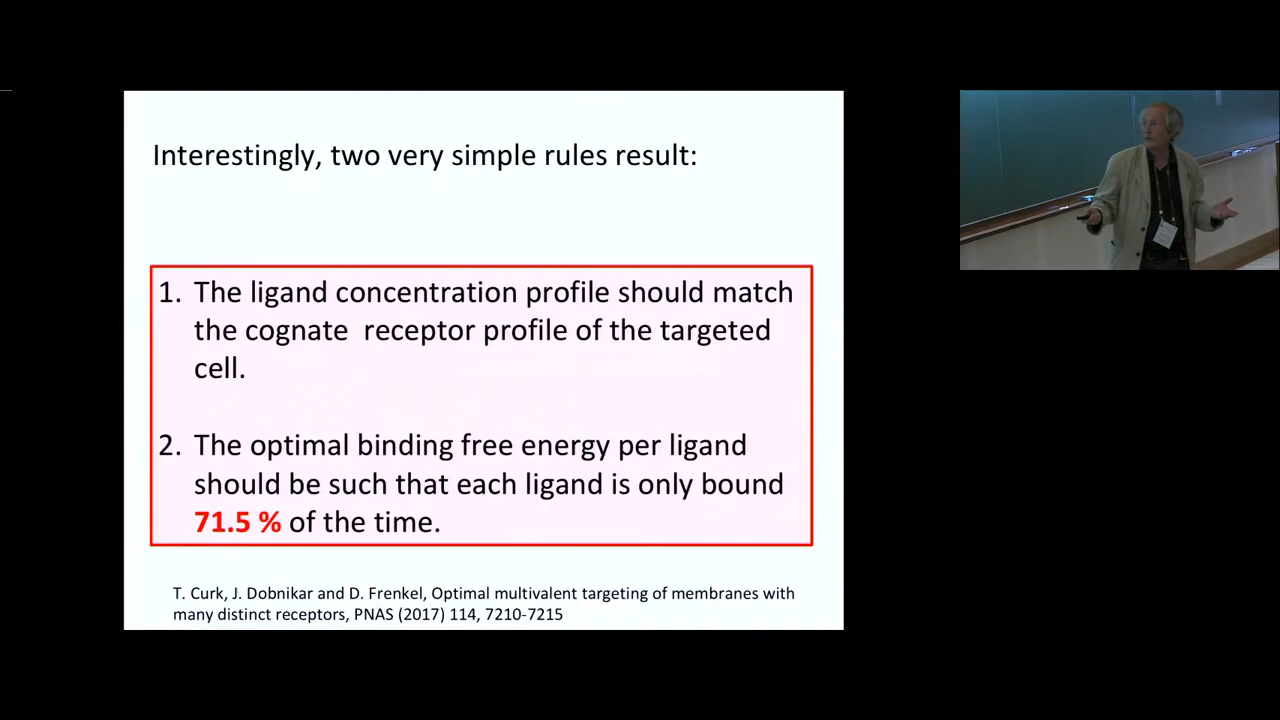 Interestingly, two very simple rules result:
1. The ligand concentration profile should match
the cognate receptor profile of the targeted
cell.
2. The optimal binding free energy per ligand
should be such that each ligand is only bound
71.5 % of the time.
T. Curk, J. Dobnikar and D. Frenkel, Optimal multivalent targeting of membranes with
many distinct receptors, PNAS (2017) 114, 7210-7215